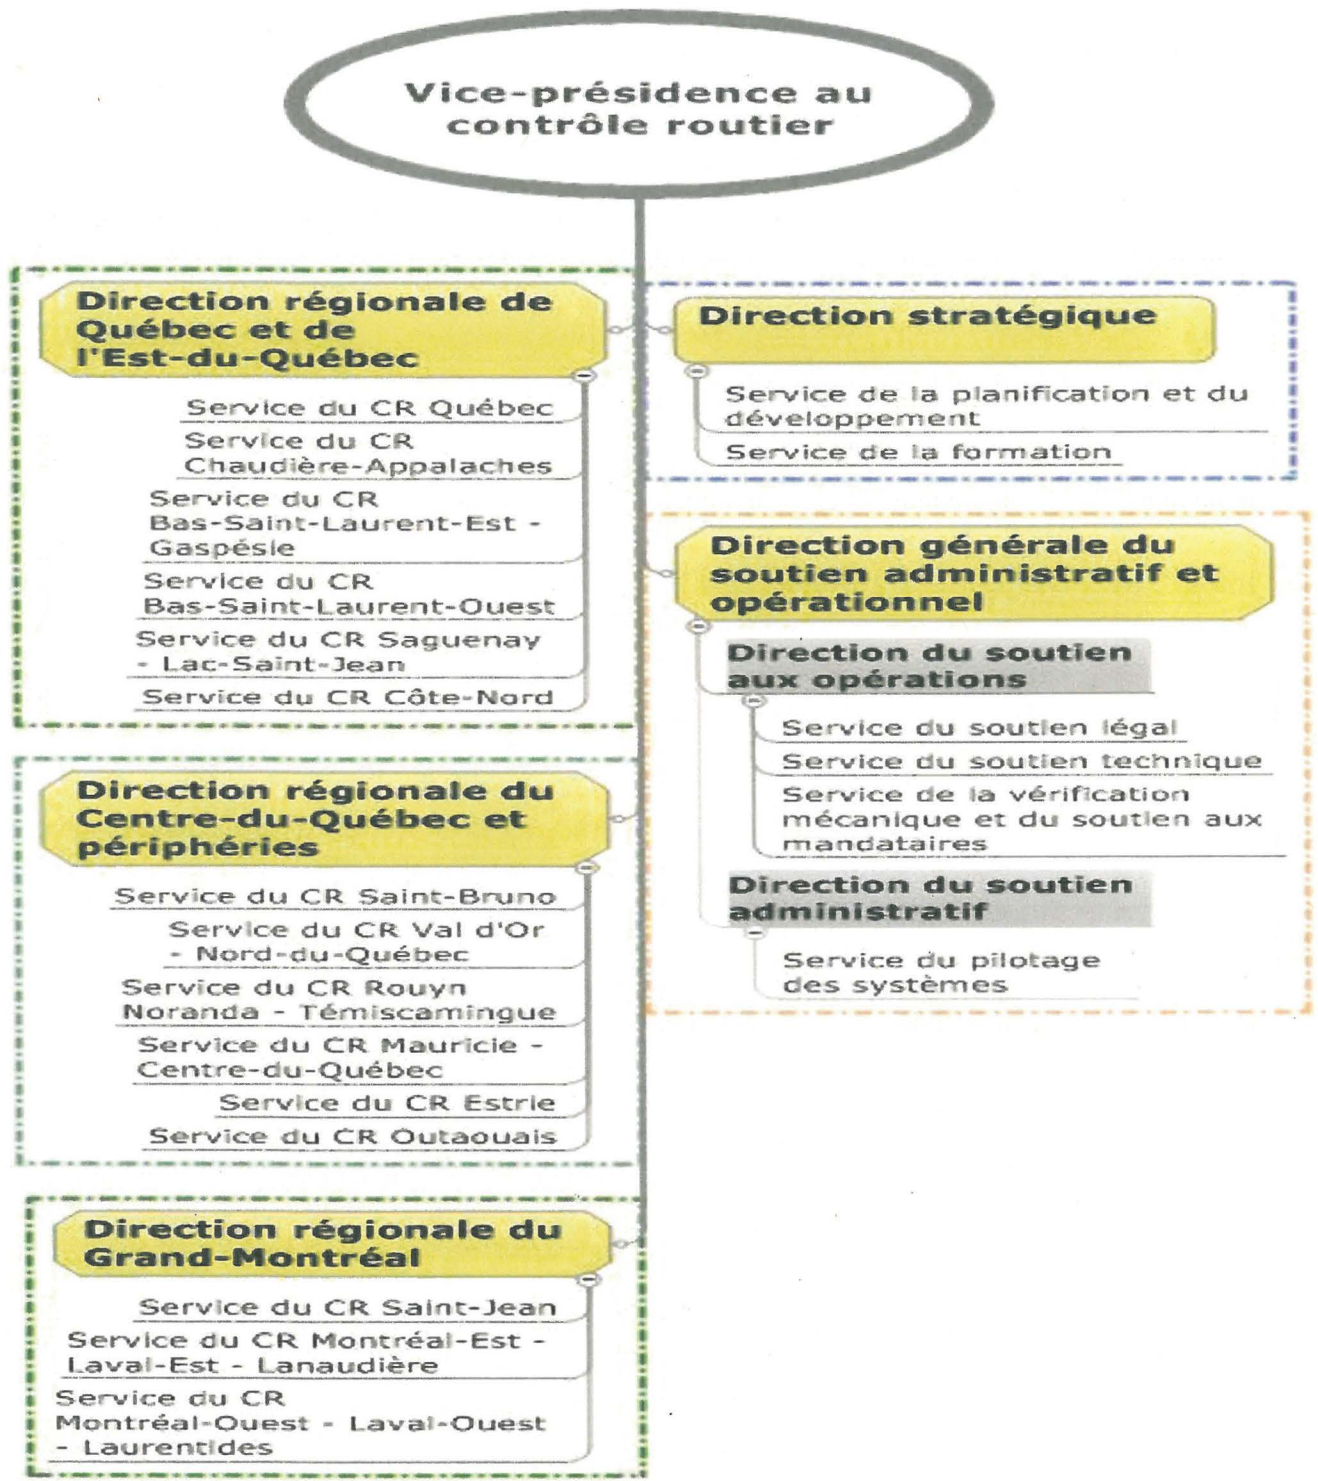 Vice-présidence au
contrôle routier
Direction régionale de
Québec et de
l'Est-du-Québec
Service du CR Québec
Service du CR
Chaudière-Appalaches
Service du CR
Bas-Saint-Laurent-Est -
Gaspésie
Service du CR
Bas-Saint-Laurent-Ouest
Service du CR Saguenay
- Lac-Saint-Jean
Service du CR Côte-Nord
Direction régionale du
Centre-du-Québec et
périphéries
Service du CR Saint-Bruno
Service du CR Val d'Or
- Nord-du-Québec
Service du CR Rouyn
Noranda - Témiscamingue
Service du CR Mauricie -
Centre-du-Québec
Service du CR Estrie
Service du CR Outaouais
Direction régionale du
Grand-Montréal
Service du CR Saint-Jean
Service du CR Montréal-Est -
Laval-Est - Lanaudière
Service du CR
Montréal-Ouest - Laval-Ouest
- Laurentides
Direction stratégique
Service de la planification et du
développement
Service de la formation
Direction générale du
soutien administratif et
opérationnel
Direction du soutien
aux opérations
Service du soutien légal
Service du soutien technique
Service de la vérification
mécanique et du soutien aux
mandataires
Direction du soutien
administratif
Service du pilotage
des systèmes